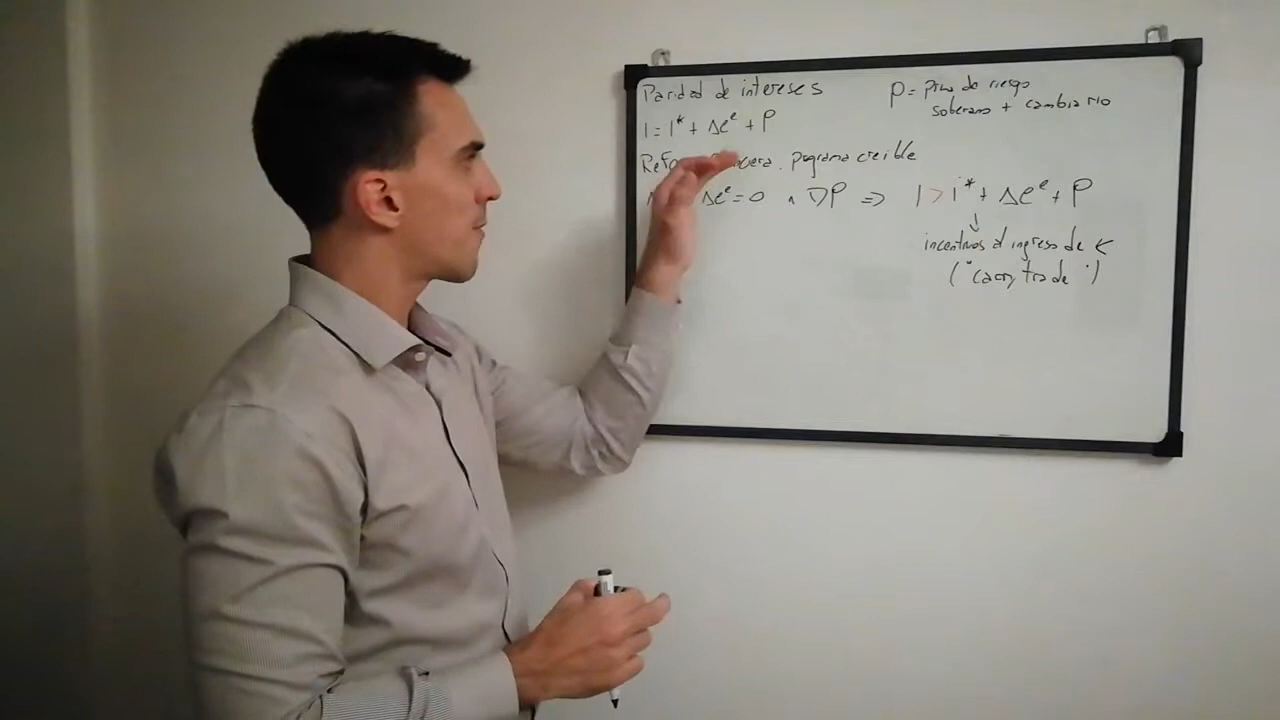 Paridad de intereses
P = prima de riesgo
soberano + cambiario
I = I* + Δe^e + P
programa creible
Δe^e = 0 ∧ ▽P ⇒ I > i* + Δe^e + P
↓
incentivos al ingreso de K
("carry trade")